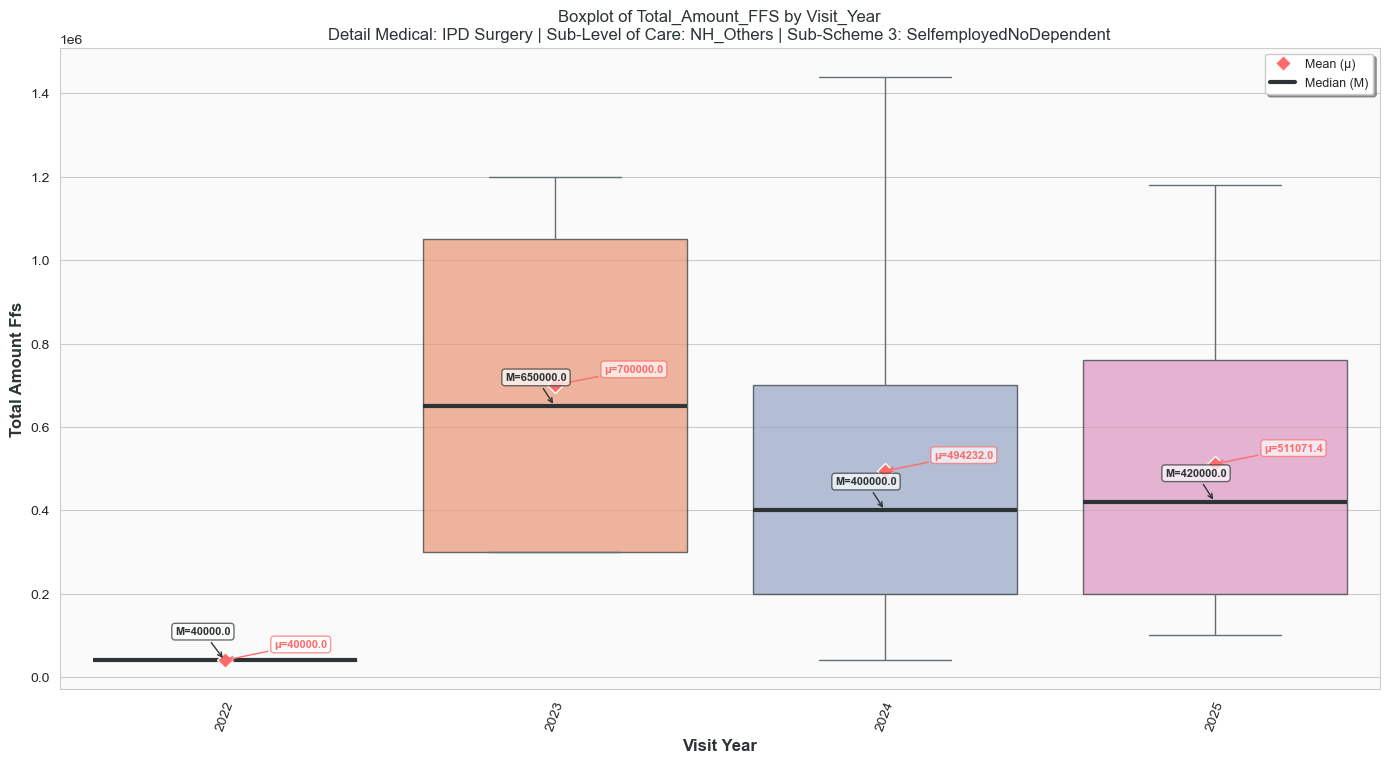 Boxplot of Total_Amount_FFS by Visit_Year
Detail Medical: IPD Surgery | Sub-Level of Care: NH_Others | Sub-Scheme 3: SelfemployedNoDependent
1e6
Mean (μ)
Median (M)
1.4
1.2
1.0
0.8
0.6
0.4
0.2
0.0
Total Amount Ffs
M=40000.0
μ=40000.0
M=650000.0
μ=700000.0
M=400000.0
μ=494232.0
M=420000.0
μ=511071.4
2022
2023
2024
2025
Visit Year